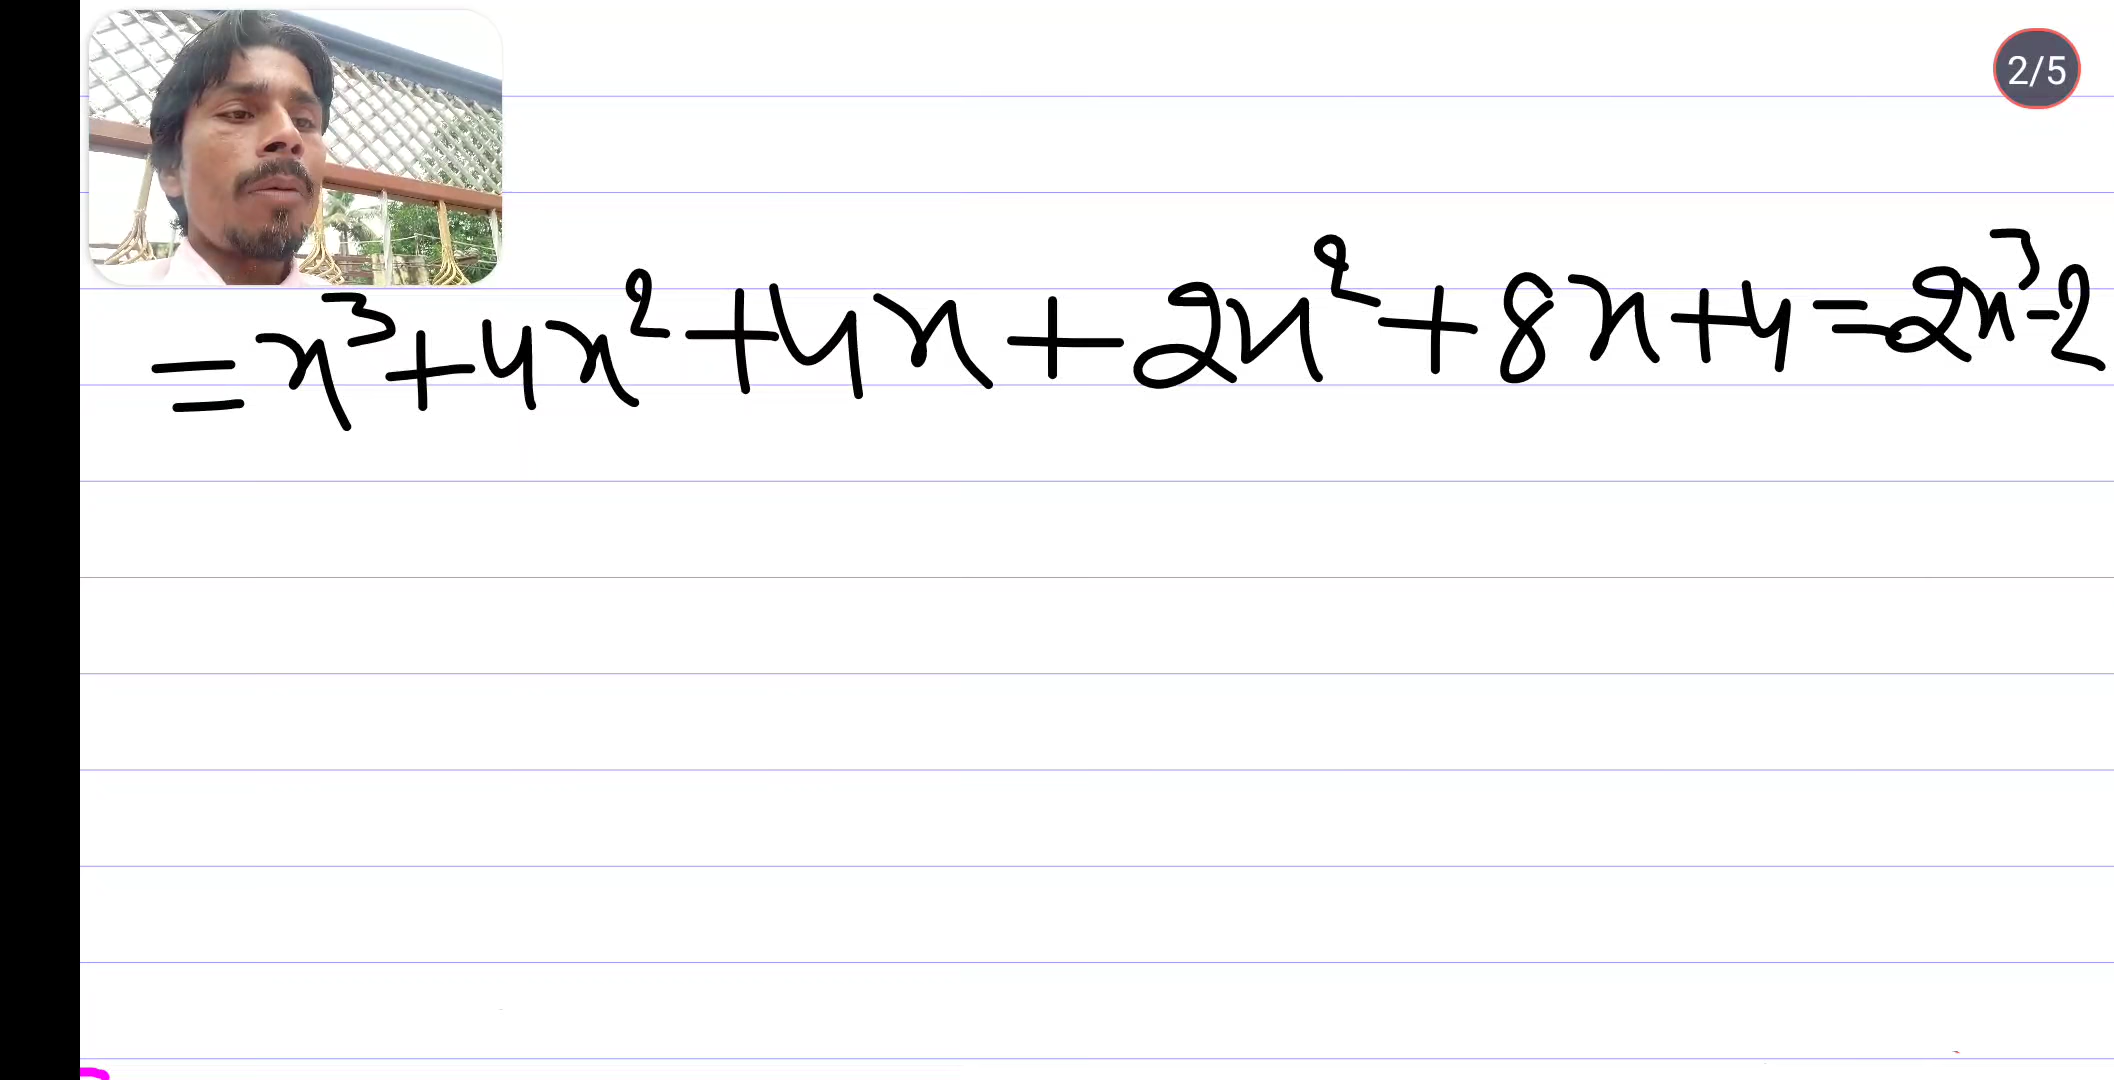 2/5
= x³ + 4x² + 4x + 2x² + 8x + 4 = 2x³ - 2